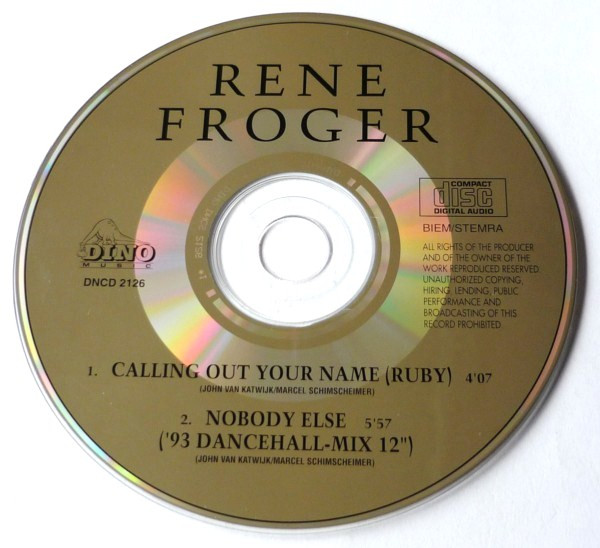 RENE
FROGER
COMPACT
disc
DIGITAL AUDIO
BIEM/STEMRA
ALL RIGHTS OF THE PRODUCER
AND OF THE OWNER OF THE
WORK REPRODUCED RESERVED.
UNAUTHORIZED COPYING,
HIRING, LENDING, PUBLIC
PERFORMANCE AND
BROADCASTING OF THIS
RECORD PROHIBITED.
DINO
MUSIC
DNCD 2126
1. CALLING OUT YOUR NAME (RUBY) 4'07
(JOHN VAN KATWIJK/MARCEL SCHIMSCHEIMER)
2. NOBODY ELSE 5'57
('93 DANCEHALL-MIX 12")
(JOHN VAN KATWIJK/MARCEL SCHIMSCHEIMER)